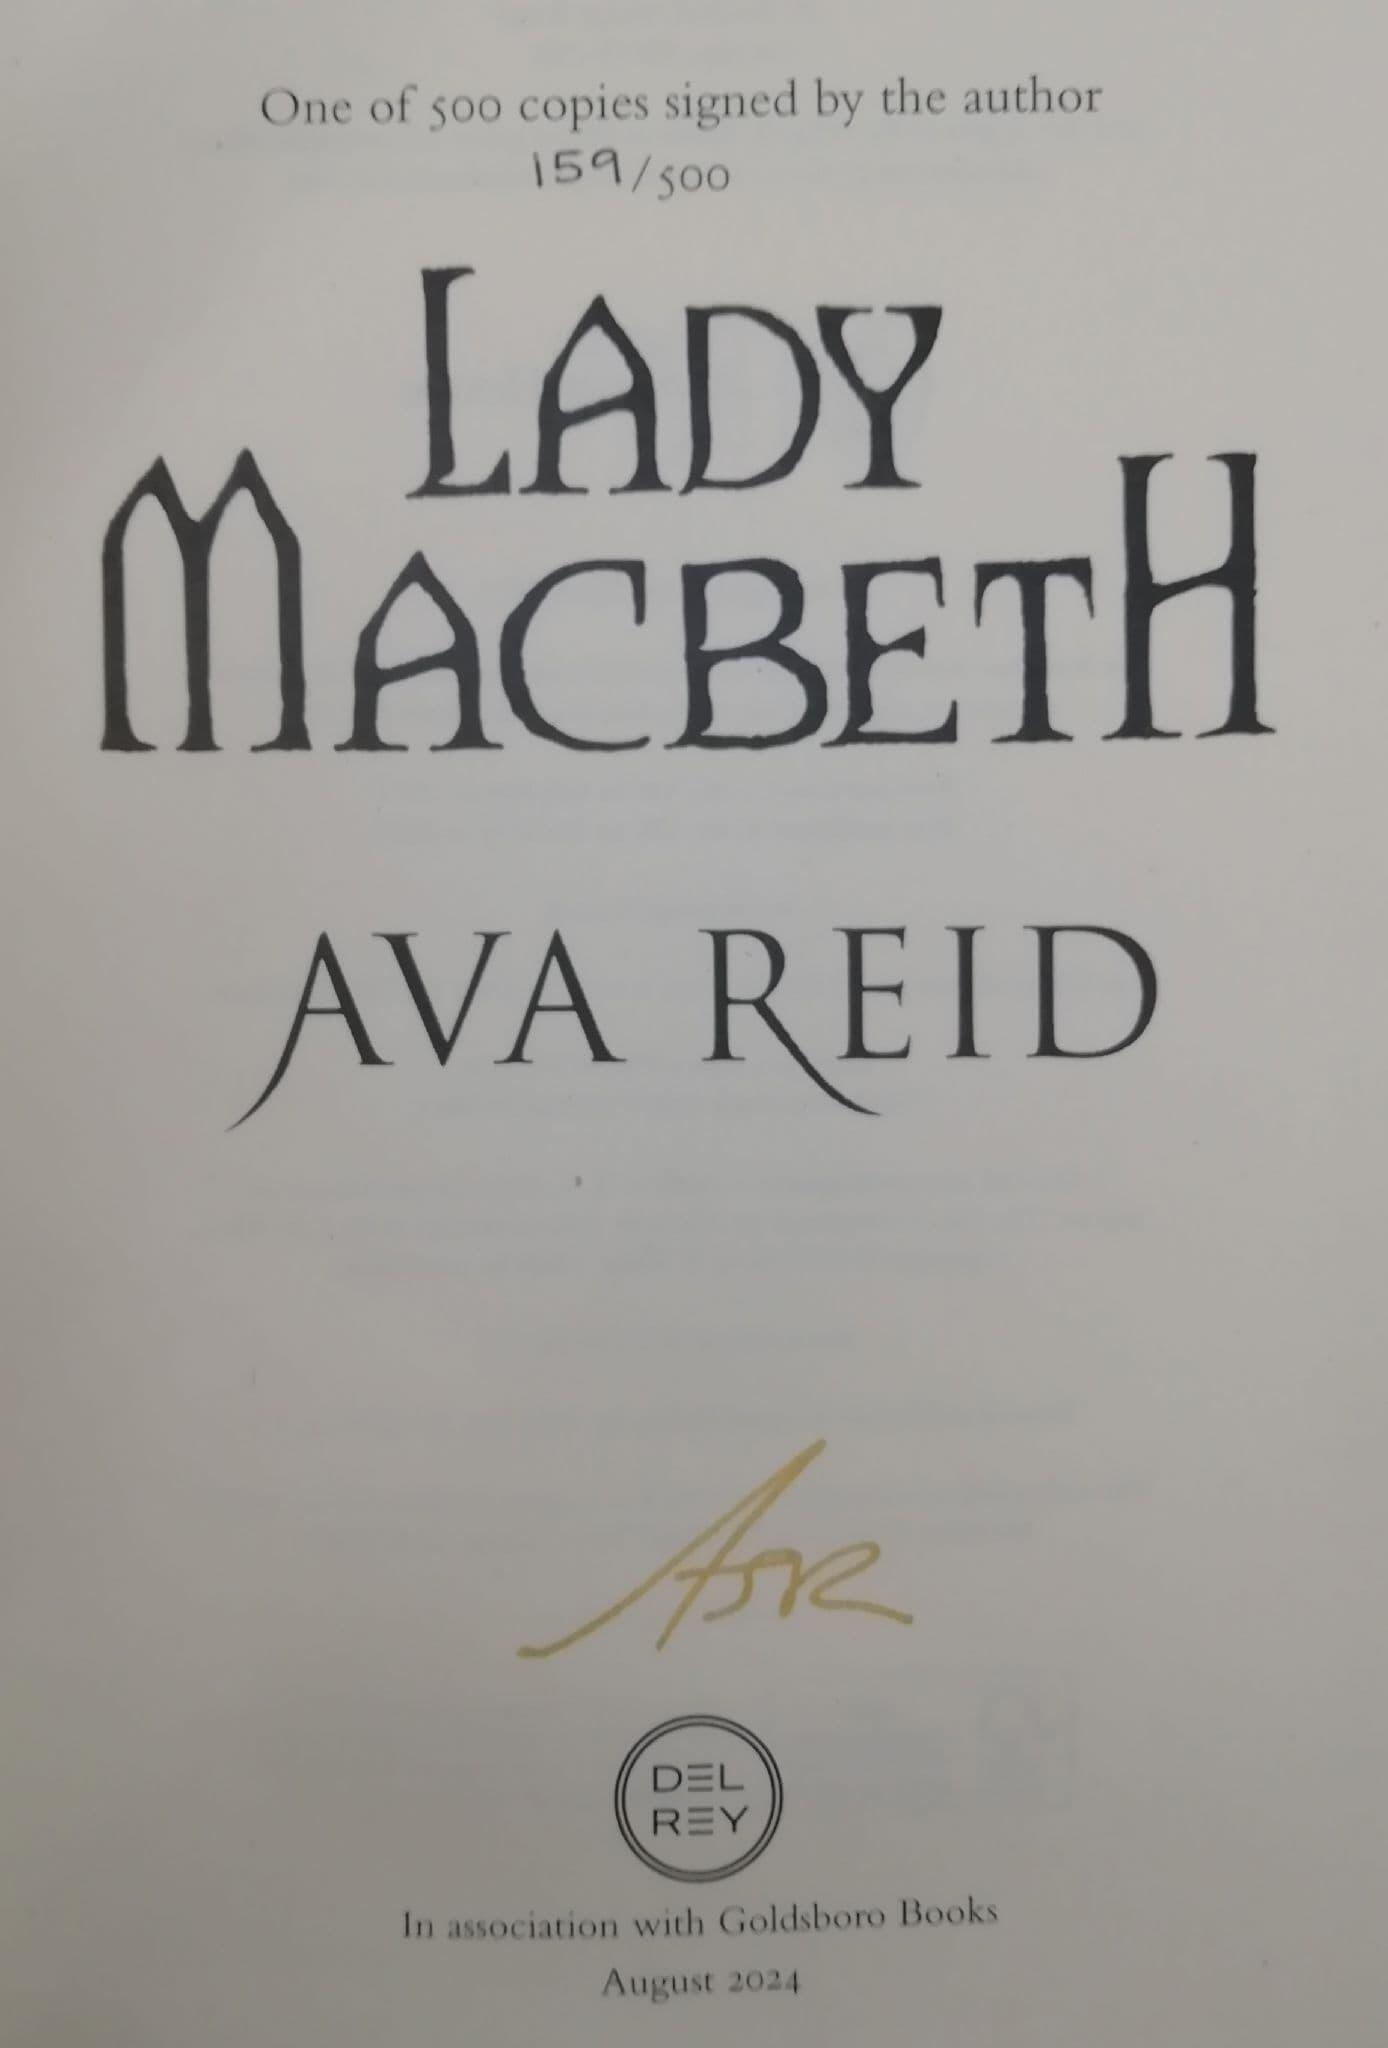 One of 500 copies signed by the author
159/500
LADY
MACBETH
AVA REID
DEL
REY
In association with Goldsboro Books
August 2024